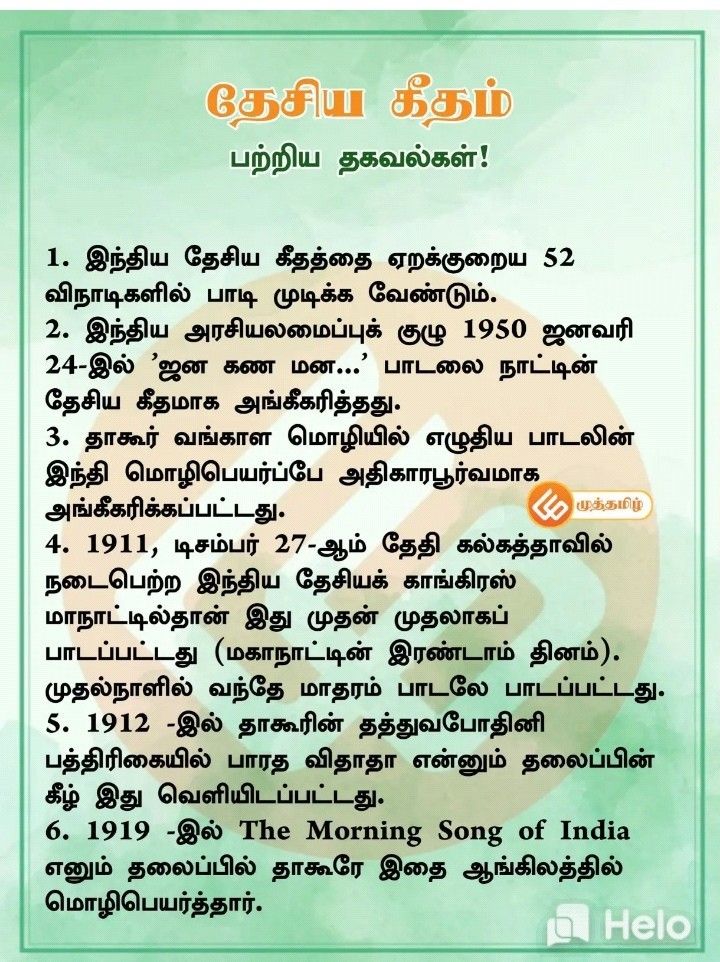 தேசிய கீதம்
பற்றிய தகவல்கள்!
1. இந்திய தேசிய கீதத்தை ஏறக்குறைய 52
விநாடிகளில் பாடி முடிக்க வேண்டும்.
2. இந்திய அரசியலமைப்புக் குழு 1950 ஜனவரி
24-இல் 'ஜன கண மன...' பாடலை நாட்டின்
தேசிய கீதமாக அங்கீகரித்தது.
3. தாகூர் வங்காள மொழியில் எழுதிய பாடலின்
இந்தி மொழிபெயர்ப்பே அதிகாரபூர்வமாக
அங்கீகரிக்கப்பட்டது.
முத்தமிழ்
4. 1911, டிசம்பர் 27-ஆம் தேதி கல்கத்தாவில்
நடைபெற்ற இந்திய தேசியக் காங்கிரஸ்
மாநாட்டில்தான் இது முதன் முதலாகப்
பாடப்பட்டது (மகாநாட்டின் இரண்டாம் தினம்).
முதல்நாளில் வந்தே மாதரம் பாடலே பாடப்பட்டது.
5. 1912 -இல் தாகூரின் தத்துவபோதினி
பத்திரிகையில் பாரத விதாதா என்னும் தலைப்பின்
கீழ் இது வெளியிடப்பட்டது.
6. 1919 -இல் The Morning Song of India
எனும் தலைப்பில் தாகூரே இதை ஆங்கிலத்தில்
மொழிபெயர்த்தார்.
Helo